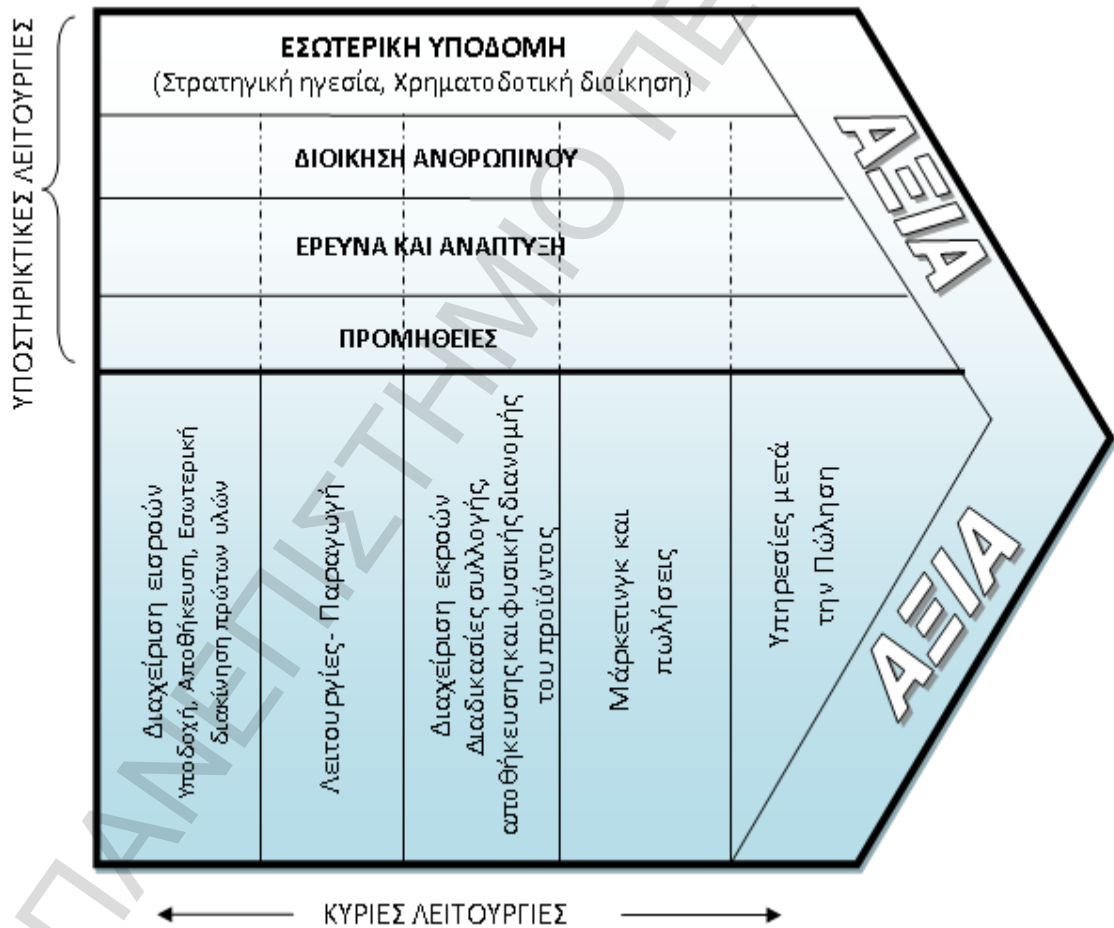 ΥΠΟΣΤΗΡΙΚΤΙΚΕΣ ΛΕΙΤΟΥΡΓΙΕΣ
ΕΣΩΤΕΡΙΚΗ ΥΠΟΔΟΜΗ
(Στρατηγική ηγεσία, Χρηματοδοτική διοίκηση)
ΔΙΟΙΚΗΣΗ ΑΝΘΡΩΠΙΝΟΥ
ΕΡΕΥΝΑ ΚΑΙ ΑΝΑΠΤΥΞΗ
ΠΡΟΜΗΘΕΙΕΣ
Διαχείριση εισροών
Υποδοχή, Αποθήκευση, Εσωτερική
διακίνηση πρώτων υλών
Λειτουργίες- Παραγωγή
Διαχείριση εκροών
Διαδικασίες συλλογής,
αποθήκευσης και φυσικής διανομής
του προϊόντος
Μάρκετινγκ και
πωλήσεις
Υπηρεσίες μετά
την Πώληση
ΑΞΙΑ
ΑΞΙΑ
ΚΥΡΙΕΣ ΛΕΙΤΟΥΡΓΙΕΣ
ΠΑΝΕΠΙΣΤΗΜΙΟ ΠΕ